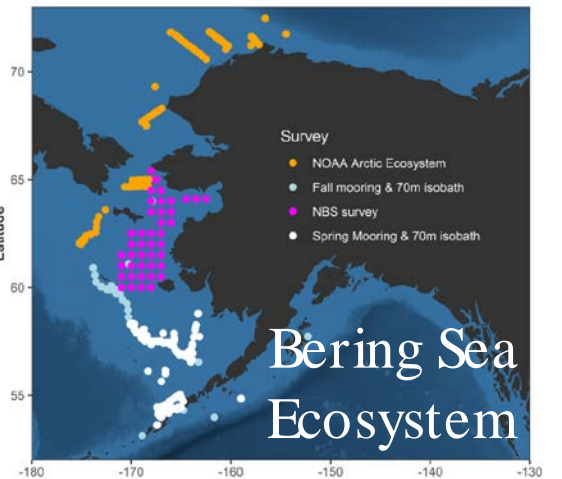 70
65
60
55
Latitude
-180
-170
-160
-150
-140
-130
Survey
NOAA Arctic Ecosystem
Fall mooring & 70m isobath
NBS survey
Spring Mooring & 70m isobath
Bering Sea
Ecosystem